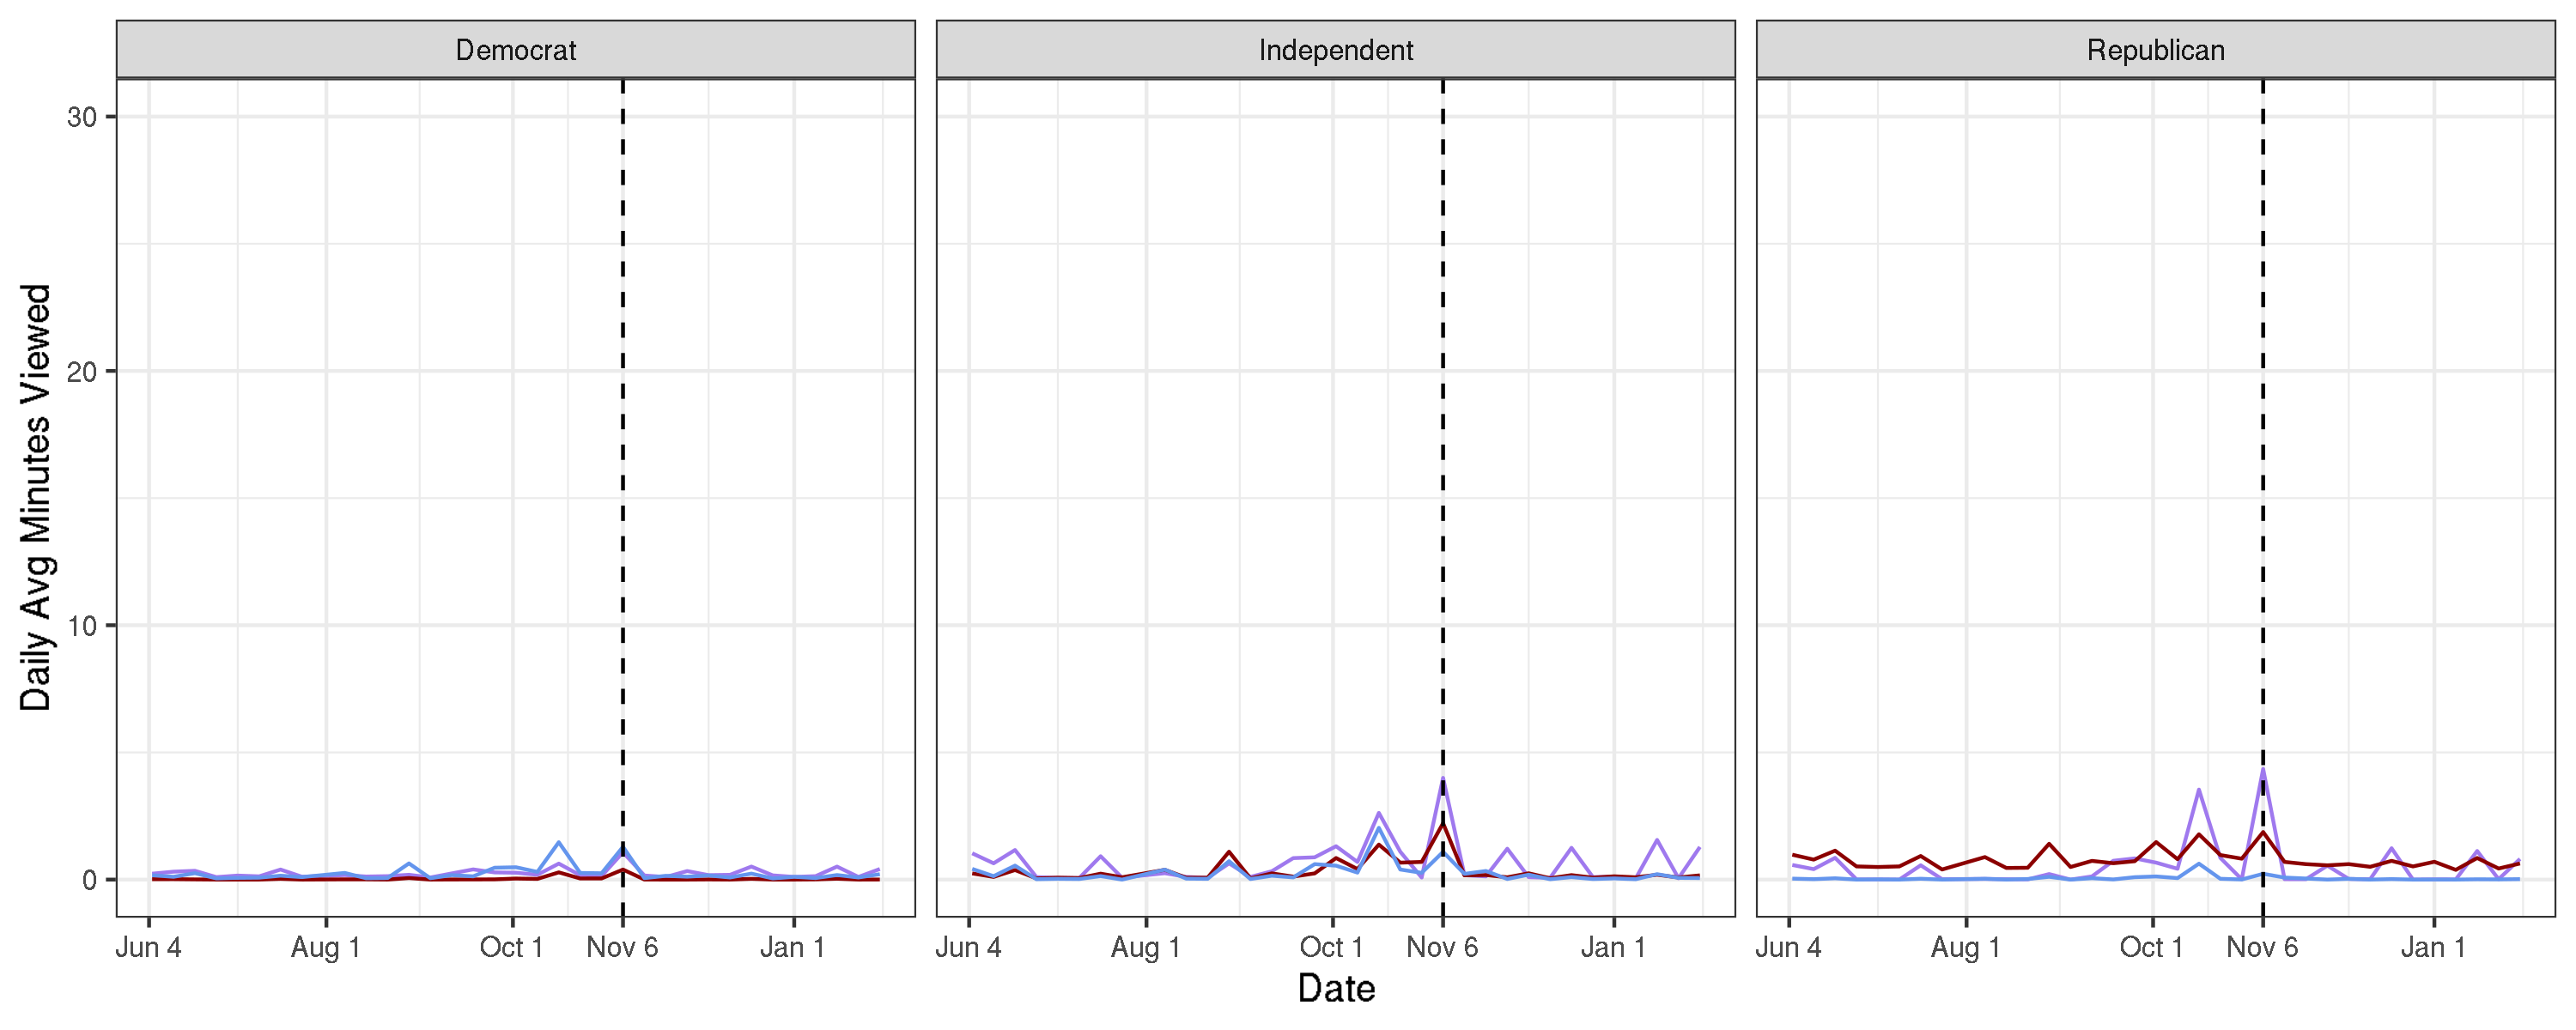 Democrat
Independent
Republican
Daily Avg Minutes Viewed
30
20
10
0
Jun 4 Aug 1 Oct 1 Nov 6 Jan 1
Jun 4 Aug 1 Oct 1 Nov 6 Jan 1
Jun 4 Aug 1 Oct 1 Nov 6 Jan 1
Date